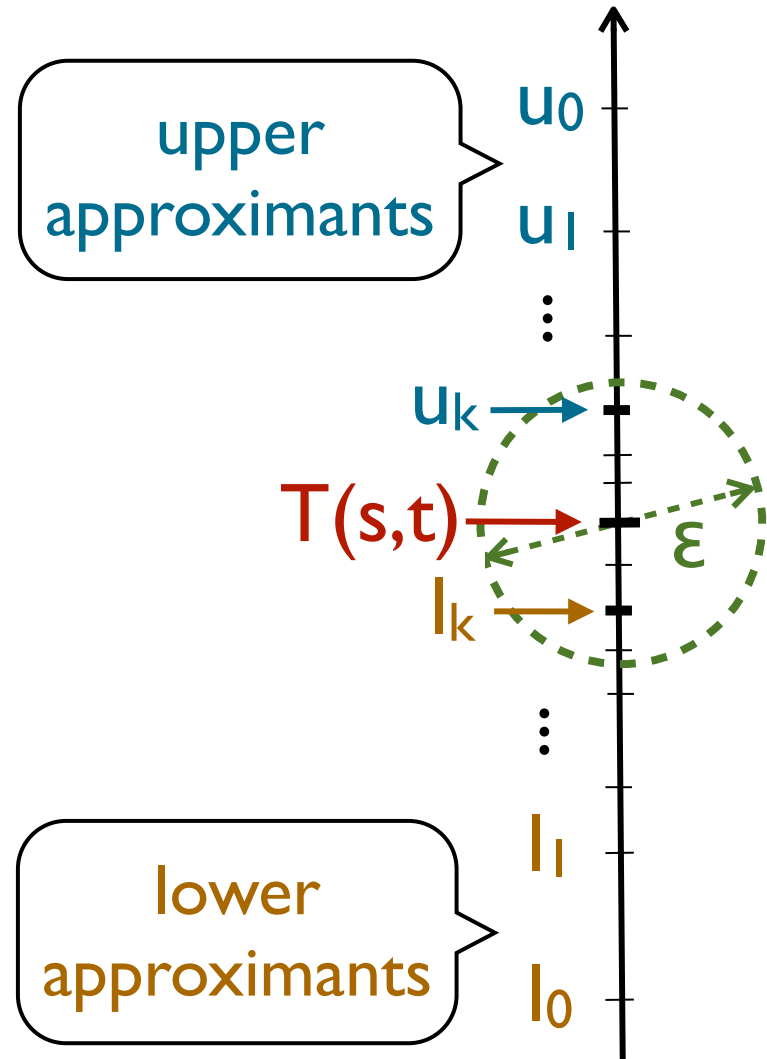 upper
approximants
u₀
u₁
⋮
uₖ
T(s,t)
ε
lₖ
⋮
l₁
lower
approximants
l₀